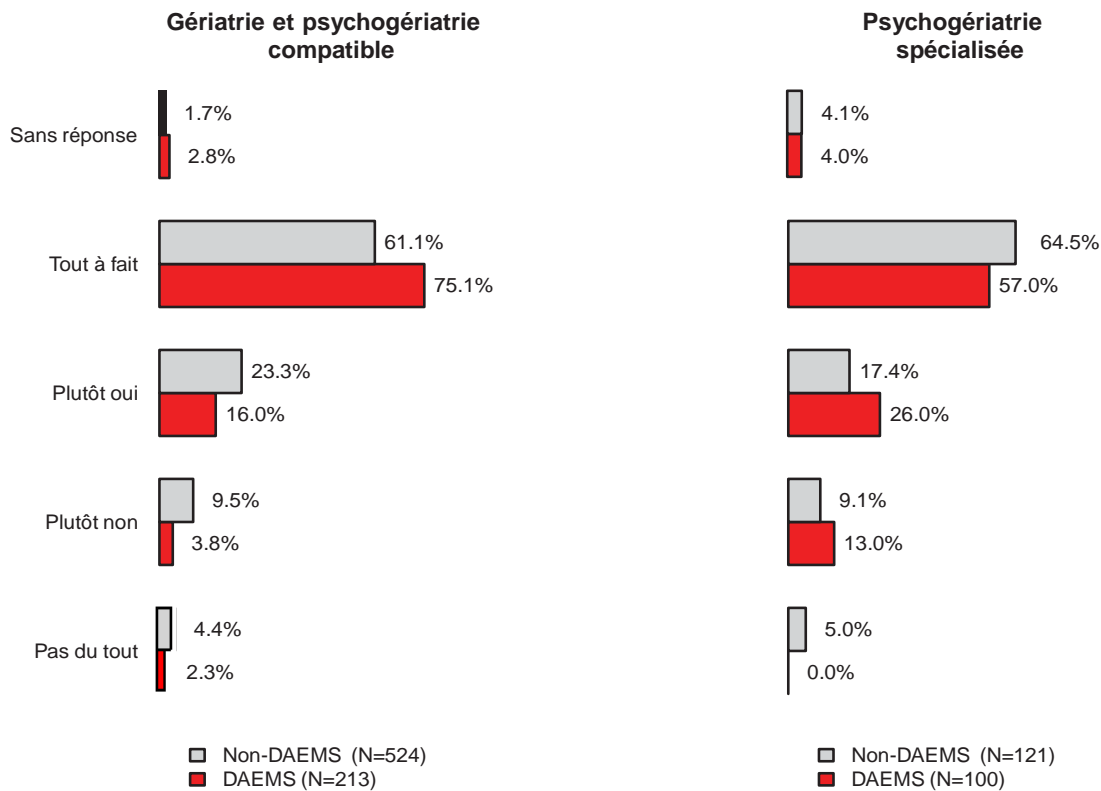 Gériatrie et psychogériatrie
compatible
Psychogériatrie
spécialisée
Sans réponse
1.7%
2.8%
4.1%
4.0%
Tout à fait
61.1%
75.1%
64.5%
57.0%
Plutôt oui
23.3%
16.0%
17.4%
26.0%
Plutôt non
9.5%
3.8%
9.1%
13.0%
Pas du tout
4.4%
2.3%
5.0%
0.0%
Non-DAEMS (N=524)
DAEMS (N=213)
Non-DAEMS (N=121)
DAEMS (N=100)